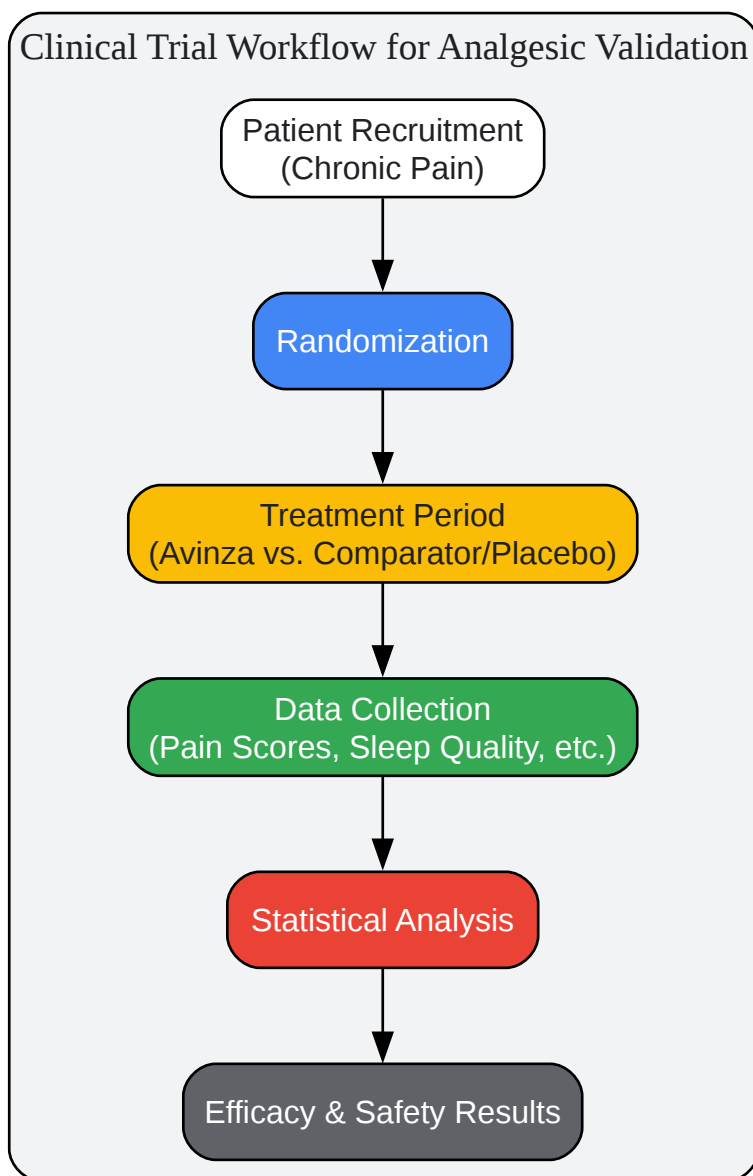 Clinical Trial Workflow for Analgesic Validation
Patient Recruitment
(Chronic Pain)
Randomization
Treatment Period
(Avinza vs. Comparator/Placebo)
Data Collection
(Pain Scores, Sleep Quality, etc.)
Statistical Analysis
Efficacy & Safety Results